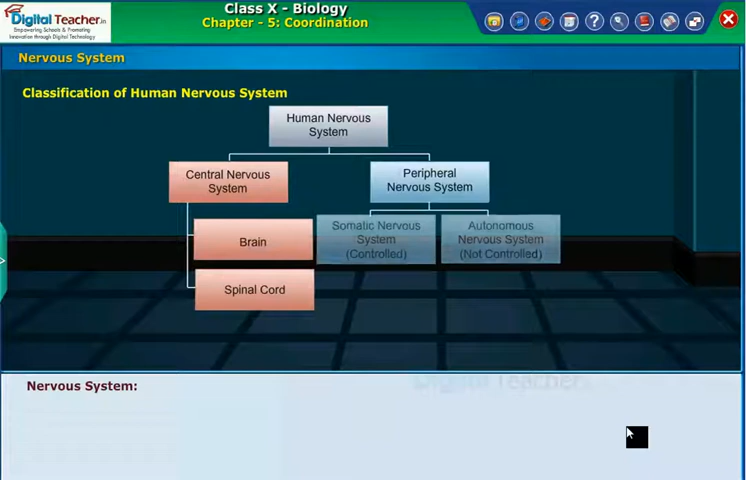 Digital Teacher.in
Empowering Schools & Promoting
Innovation through Digital Technology
Class X - Biology
Chapter - 5: Coordination
Nervous System
Classification of Human Nervous System
Human Nervous
System
Central Nervous
System
Peripheral
Nervous System
Brain
Somatic Nervous
System
(Controlled)
Autonomous
Nervous System
(Not Controlled)
Spinal Cord
Nervous System:
Digital Teacher.in